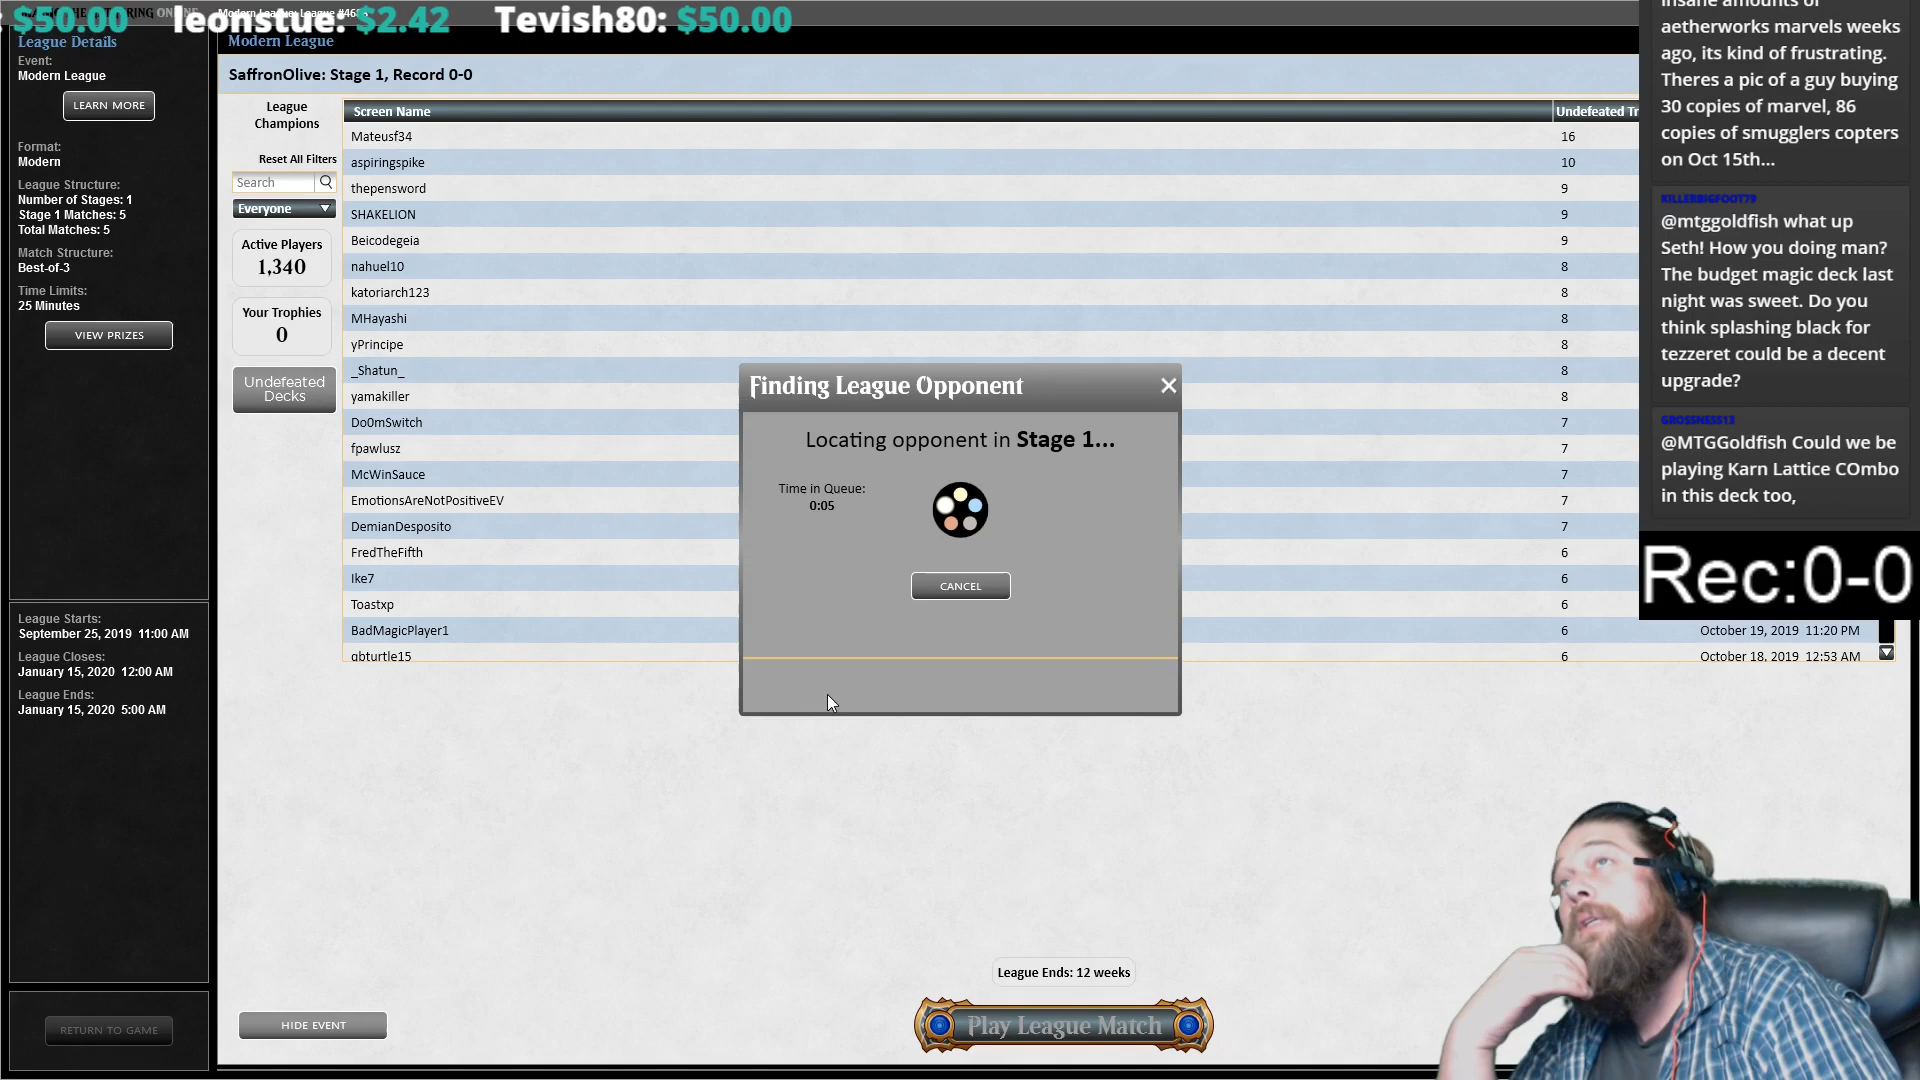 $50.00 leonstue: $2.42 Tevish80: $50.00
League Details
Event:
Modern League
LEARN MORE
Format:
Modern
League Structure:
Number of Stages: 1
Stage 1 Matches: 5
Total Matches: 5
Match Structure:
Best-of-3
Time Limits:
25 Minutes
VIEW PRIZES
League Starts:
September 25, 2019 11:00 AM
League Closes:
January 15, 2020 12:00 AM
League Ends:
January 15, 2020 5:00 AM
RETURN TO GAME
Modern League
SaffronOlive: Stage 1, Record 0-0
League
Champions
Reset All Filters
Search
Everyone
Active Players
1,340
Your Trophies
0
Undefeated
Decks
Screen Name Undefeated Tr
Mateusf34 16
aspiringspike 10
thepensword 9
SHAKELION 9
Beicodegeia 9
nahuel10 8
katoriarch123 8
MHayashi 8
yPrincipe 8
_Shatun_ 8
yamakiller 8
Do0mSwitch 7
fpawlusz 7
McWinSauce 7
EmotionsAreNotPositiveEV 7
DemianDesposito 7
FredTheFifth 6
Ike7 6
Toastxp 6
BadMagicPlayer1 6 October 19, 2019 11:20 PM
gbturtle15 6 October 18, 2019 12:53 AM
Finding League Opponent
Locating opponent in Stage 1...
Time in Queue:
0:05
CANCEL
League Ends: 12 weeks
HIDE EVENT
Play League Match
insane amounts of
aetherworks marvels weeks
ago, its kind of frustrating.
Theres a pic of a guy buying
30 copies of marvel, 86
copies of smugglers copters
on Oct 15th...
KILLERBIGFOOT79
@mtggoldfish what up
Seth! How you doing man?
The budget magic deck last
night was sweet. Do you
think splashing black for
tezzeret could be a decent
upgrade?
GROSSNESS13
@MTGGoldfish Could we be
playing Karn Lattice COmbo
in this deck too,
Rec:0-0